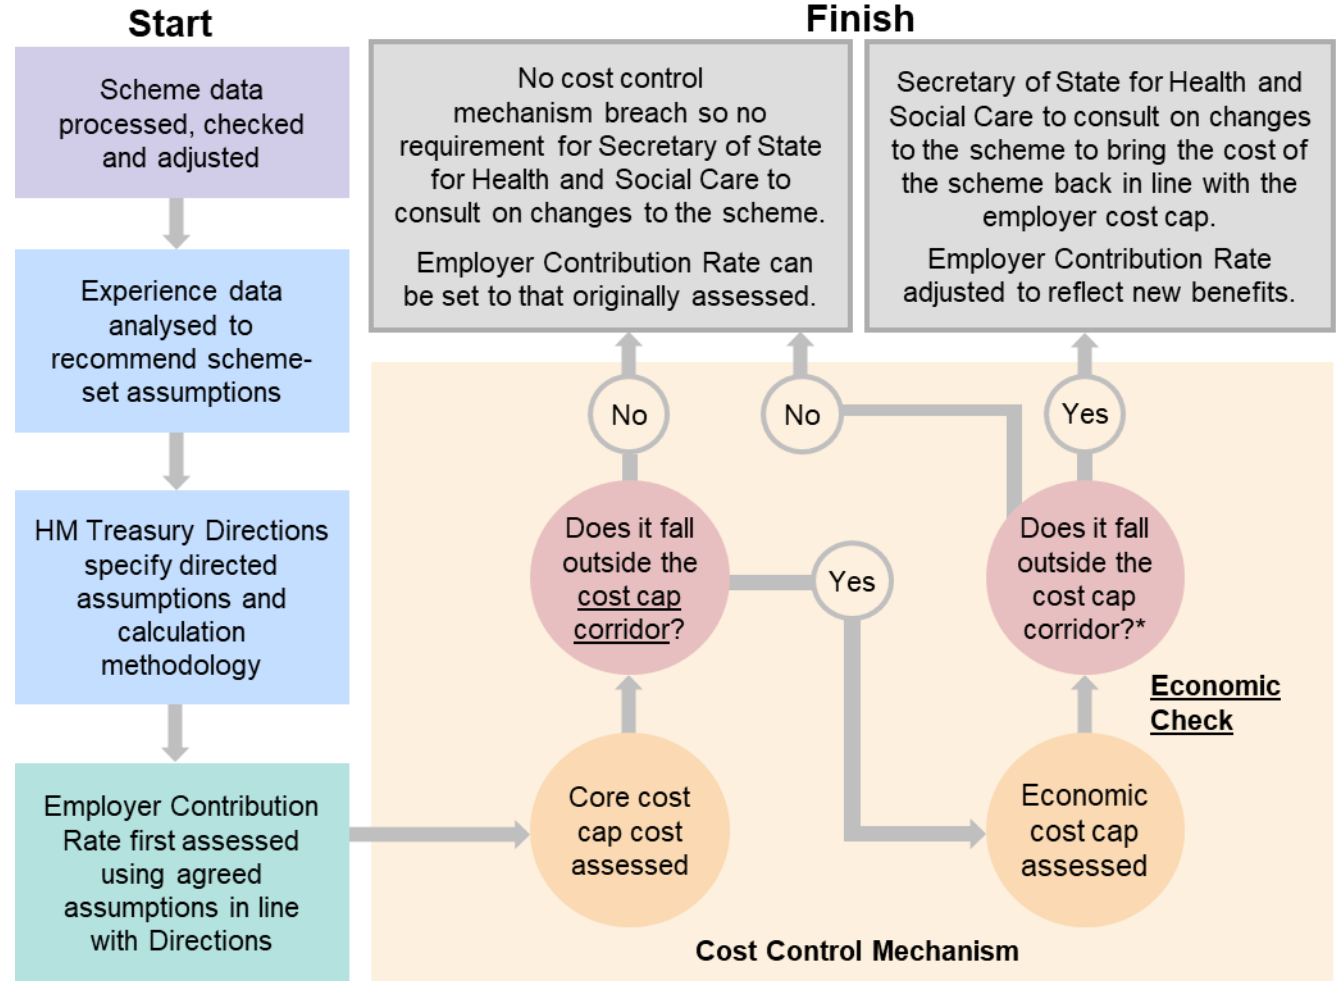 Start
Scheme data
processed, checked
and adjusted
Experience data
analysed to
recommend scheme-
set assumptions
HM Treasury Directions
specify directed
assumptions and
calculation
methodology
Employer Contribution
Rate first assessed
using agreed
assumptions in line
with Directions
Finish
No cost control
mechanism breach so no
requirement for Secretary of State
for Health and Social Care to
consult on changes to the scheme.
Employer Contribution Rate can
be set to that originally assessed.
Secretary of State for Health and
Social Care to consult on changes
to the scheme to bring the cost of
the scheme back in line with the
employer cost cap.
Employer Contribution Rate
adjusted to reflect new benefits.
No
No
Yes
Does it fall
outside the
cost cap
corridor?
Yes
Does it fall
outside the
cost cap
corridor?*
Economic
Check
Core cost
cap cost
assessed
Economic
cost cap
assessed
Cost Control Mechanism